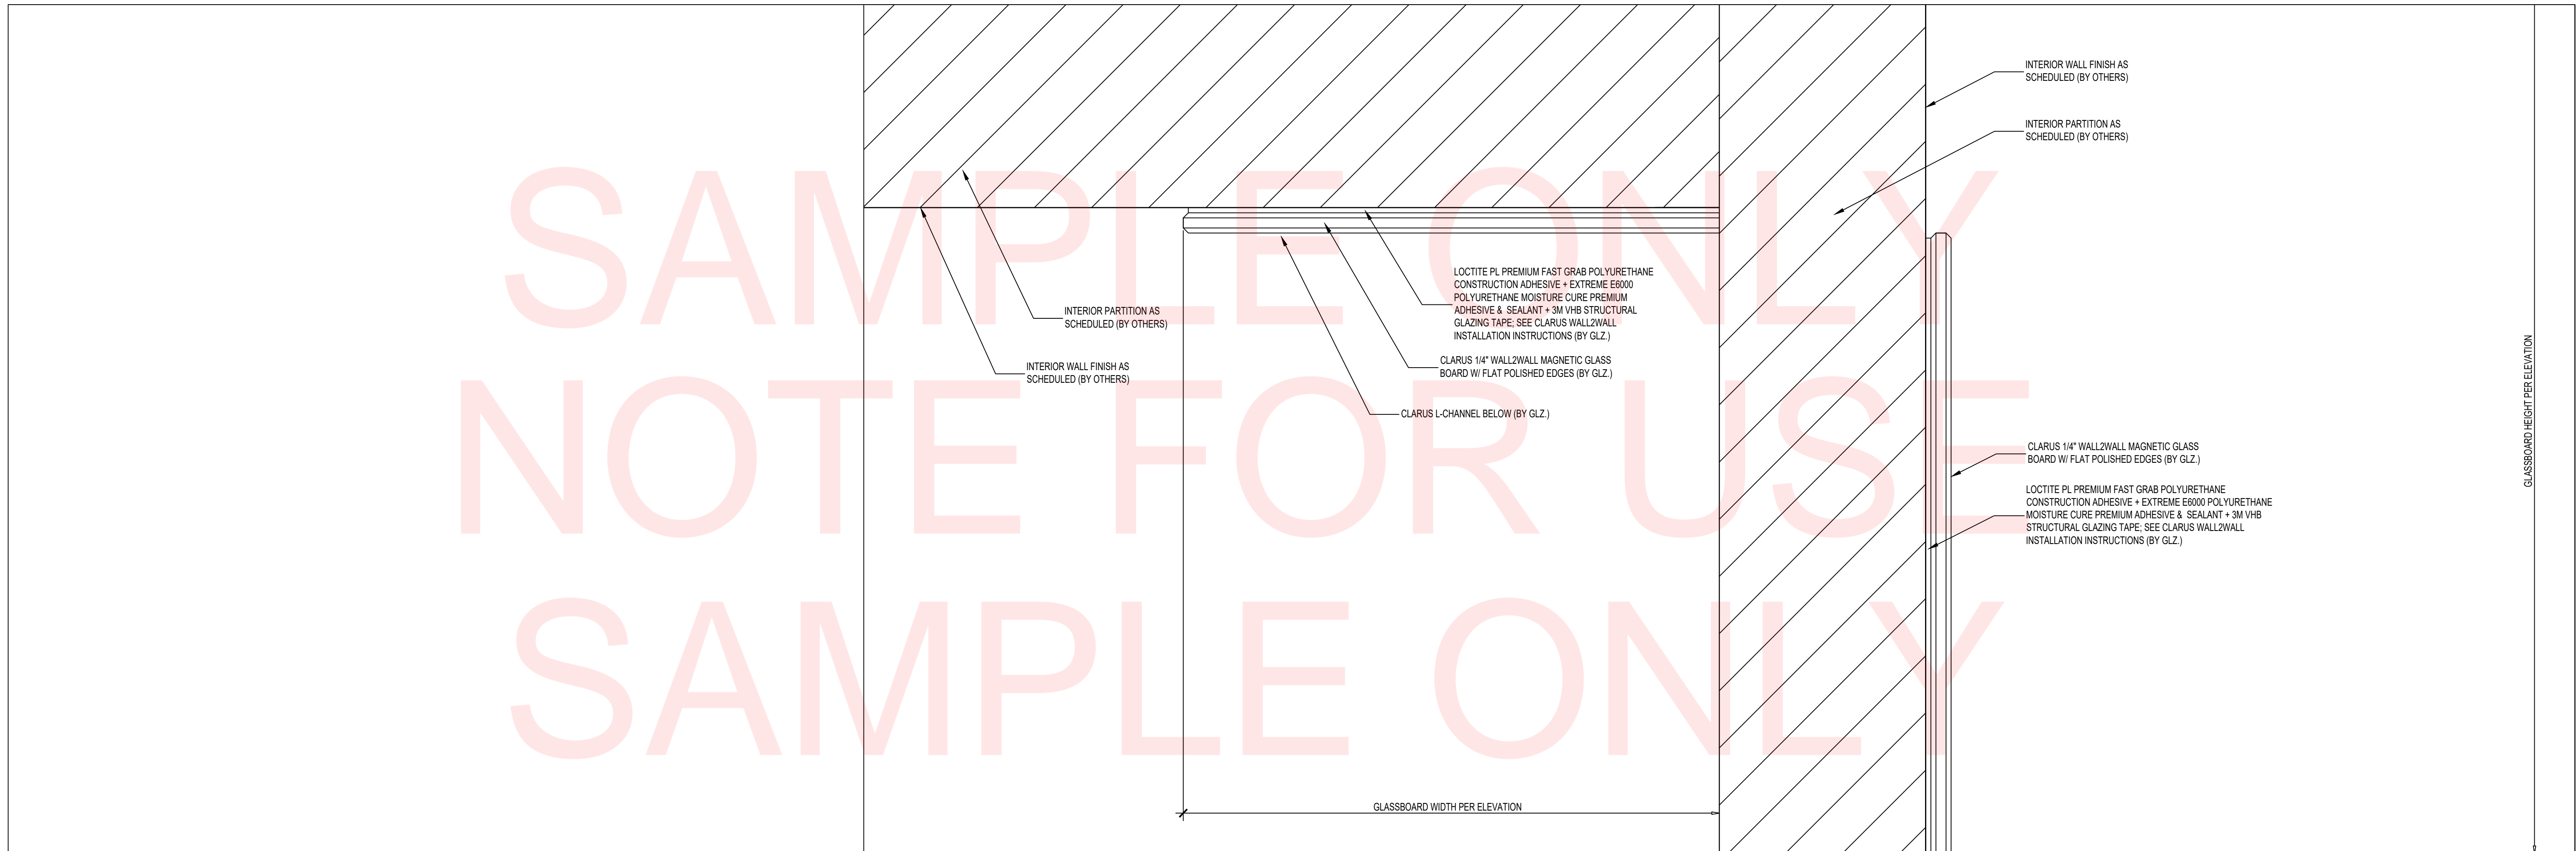 INTERIOR WALL FINISH AS
SCHEDULED (BY OTHERS)
INTERIOR PARTITION AS
SCHEDULED (BY OTHERS)
SAMPLE ONLY
LOCTITE PL PREMIUM FAST GRAB POLYURETHANE
CONSTRUCTION ADHESIVE + EXTREME E6000
POLYURETHANE MOISTURE CURE PREMIUM
ADHESIVE & SEALANT + 3M VHB STRUCTURAL
GLAZING TAPE; SEE CLARUS WALL2WALL
INSTALLATION INSTRUCTIONS (BY GLZ.)
INTERIOR PARTITION AS
SCHEDULED (BY OTHERS)
CLARUS 1/4" WALL2WALL MAGNETIC GLASS
BOARD W/ FLAT POLISHED EDGES (BY GLZ.)
INTERIOR WALL FINISH AS
SCHEDULED (BY OTHERS)
CLARUS L-CHANNEL BELOW (BY GLZ.)
NOTE FOR USE
GLASSBOARD HEIGHT PER ELEVATION
CLARUS 1/4" WALL2WALL MAGNETIC GLASS
BOARD W/ FLAT POLISHED EDGES (BY GLZ.)
LOCTITE PL PREMIUM FAST GRAB POLYURETHANE
CONSTRUCTION ADHESIVE + EXTREME E6000 POLYURETHANE
MOISTURE CURE PREMIUM ADHESIVE & SEALANT + 3M VHB
STRUCTURAL GLAZING TAPE; SEE CLARUS WALL2WALL
INSTALLATION INSTRUCTIONS (BY GLZ.)
SAMPLE ONLY
GLASSBOARD WIDTH PER ELEVATION